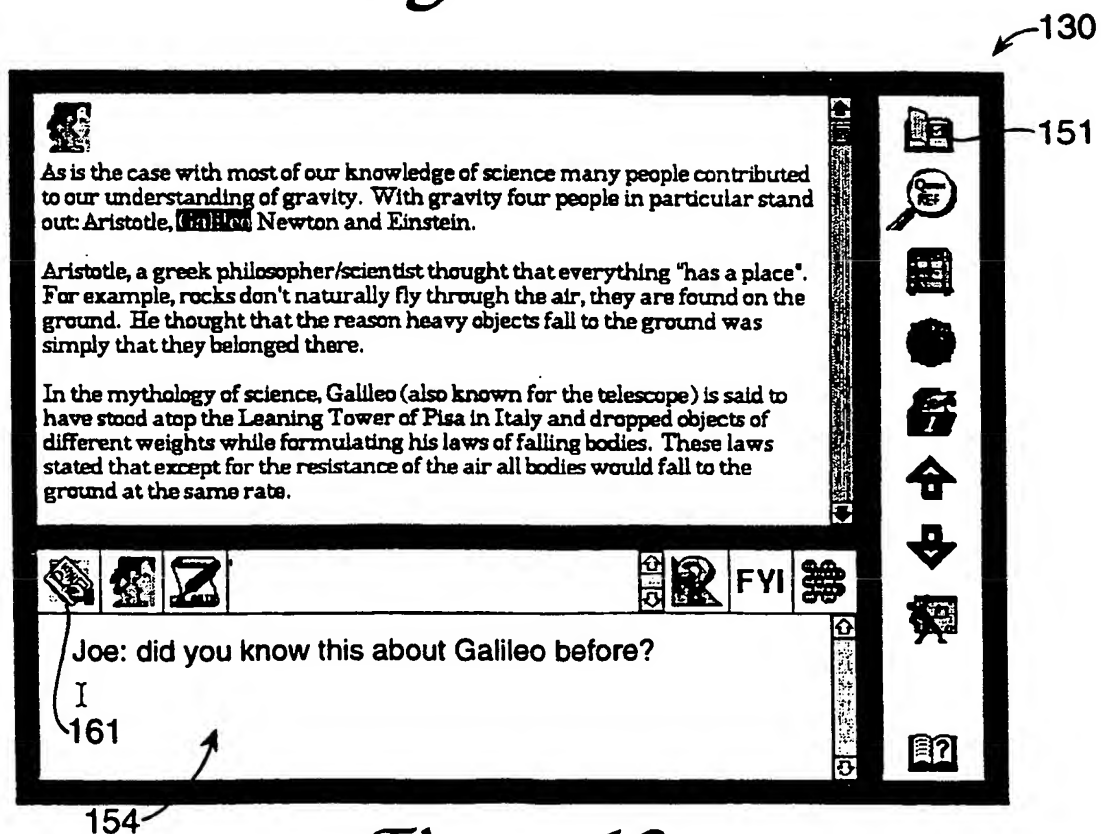 130
151
As is the case with most of our knowledge of science many people contributed
to our understanding of gravity. With gravity four people in particular stand
out: Aristotle, Galileo Newton and Einstein.
Aristotle, a greek philosopher/scientist thought that everything "has a place".
For example, rocks don't naturally fly through the air, they are found on the
ground. He thought that the reason heavy objects fall to the ground was
simply that they belonged there.
In the mythology of science, Galileo (also known for the telescope) is said to
have stood atop the Leaning Tower of Pisa in Italy and dropped objects of
different weights while formulating his laws of falling bodies. These laws
stated that except for the resistance of the air all bodies would fall to the
ground at the same rate.
REF
FYI
Joe: did you know this about Galileo before?
161
?
154